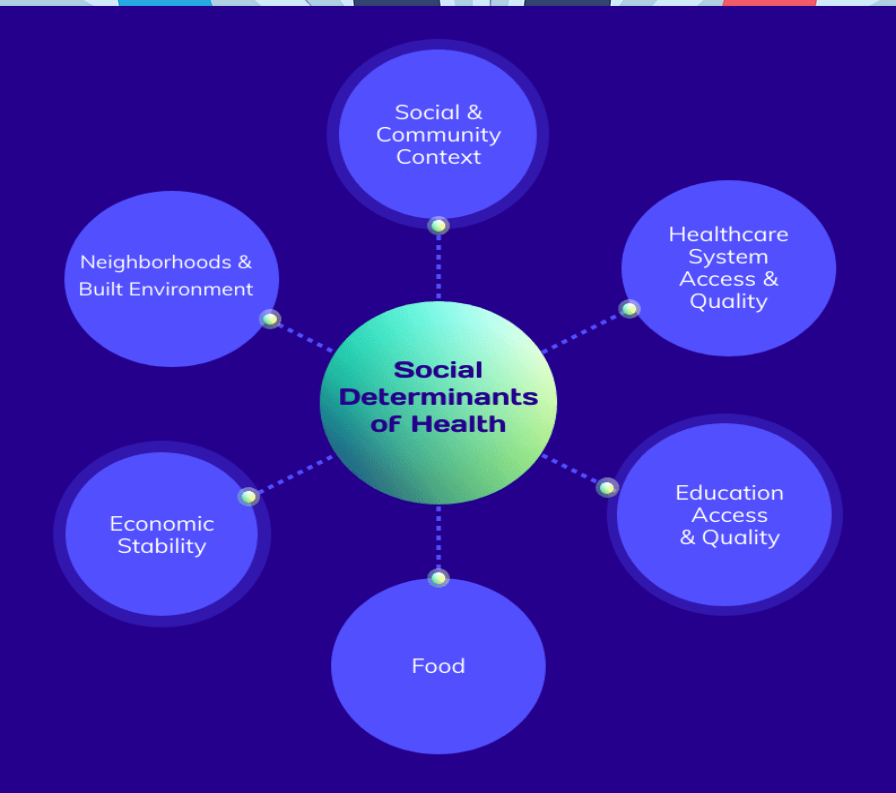 Social &
Community
Context
Neighborhoods &
Built Environment
Healthcare
System
Access &
Quality
Social
Determinants
of Health
Economic
Stability
Education
Access
& Quality
Food